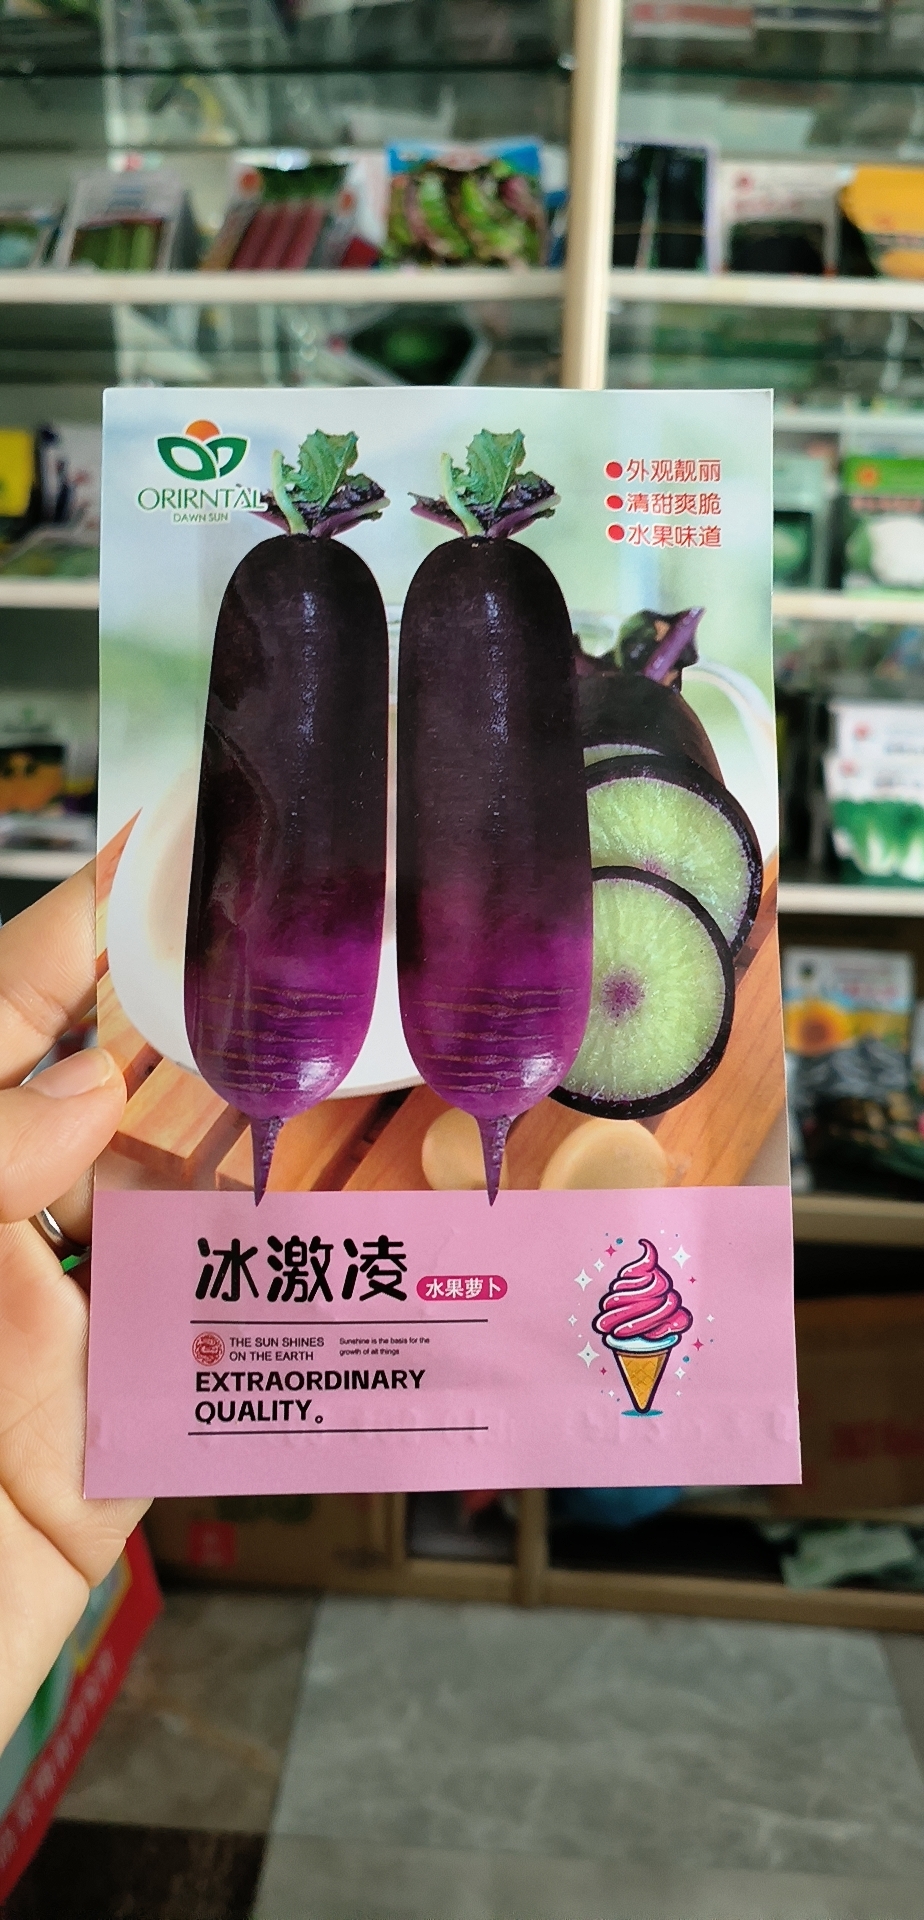 ORIRNTAL
DAWN SUN
外观靓丽
清甜爽脆
水果味道
冰激凌
水果萝卜
THE SUN SHINES
ON THE EARTH
Sunshine is the basis for the
growth of all things
EXTRAORDINARY
QUALITY。